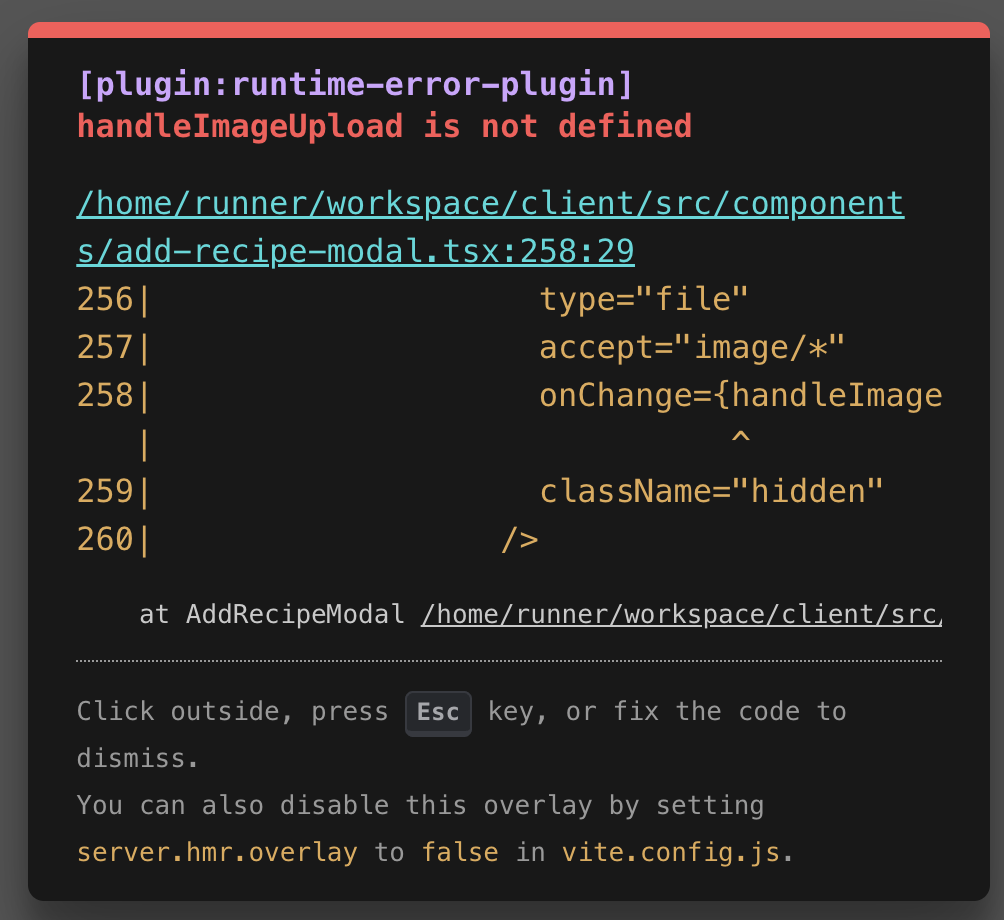 [plugin:runtime-error-plugin]
handleImageUpload is not defined
/home/runner/workspace/client/src/component
s/add-recipe-modal.tsx:258:29
256|                    type="file"
257|                    accept="image/*"
258|                    onChange={handleImage
   |                              ^
259|                    className="hidden"
260|                  />
at AddRecipeModal /home/runner/workspace/client/src/
Click outside, press Esc key, or fix the code to
dismiss.
You can also disable this overlay by setting
server.hmr.overlay to false in vite.config.js.